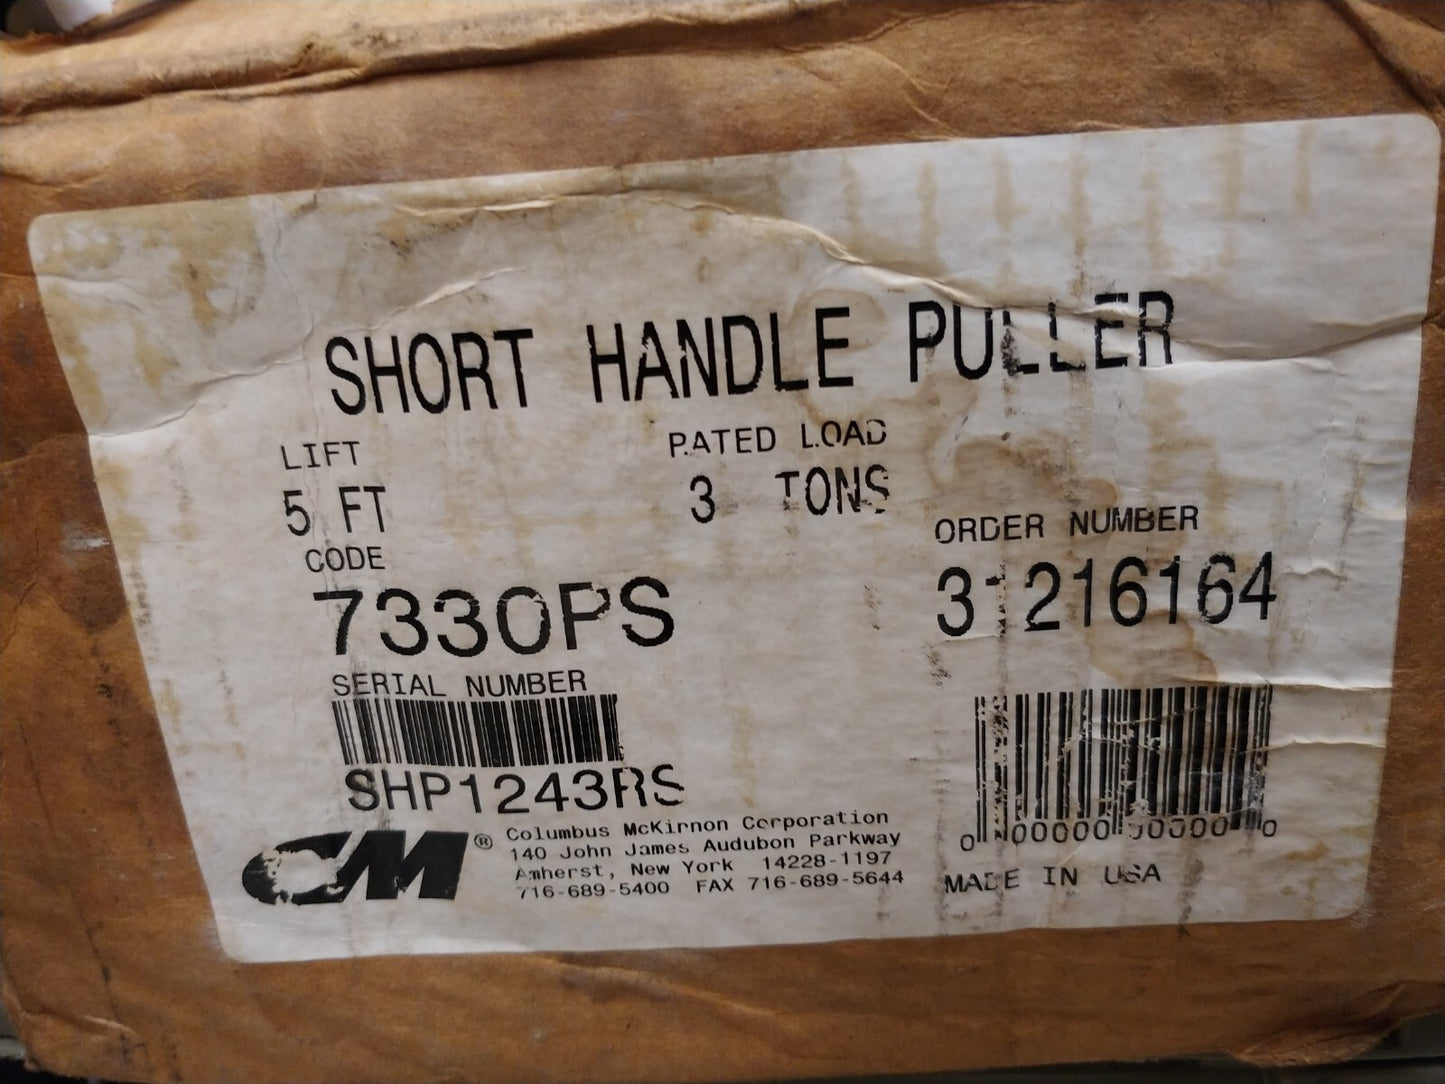 SHORT HANDLE PULLER
LIFT
RATED LOAD
5 FT
3 TONS
ORDER NUMBER
CODE
7330PS
31216164
SERIAL NUMBER
SHP1243RS
CM ®
Columbus McKinnon Corporation
140 John James Audubon Parkway
Amherst, New York 14228-1197
716-689-5400 FAX 716-689-5644
MADE IN USA